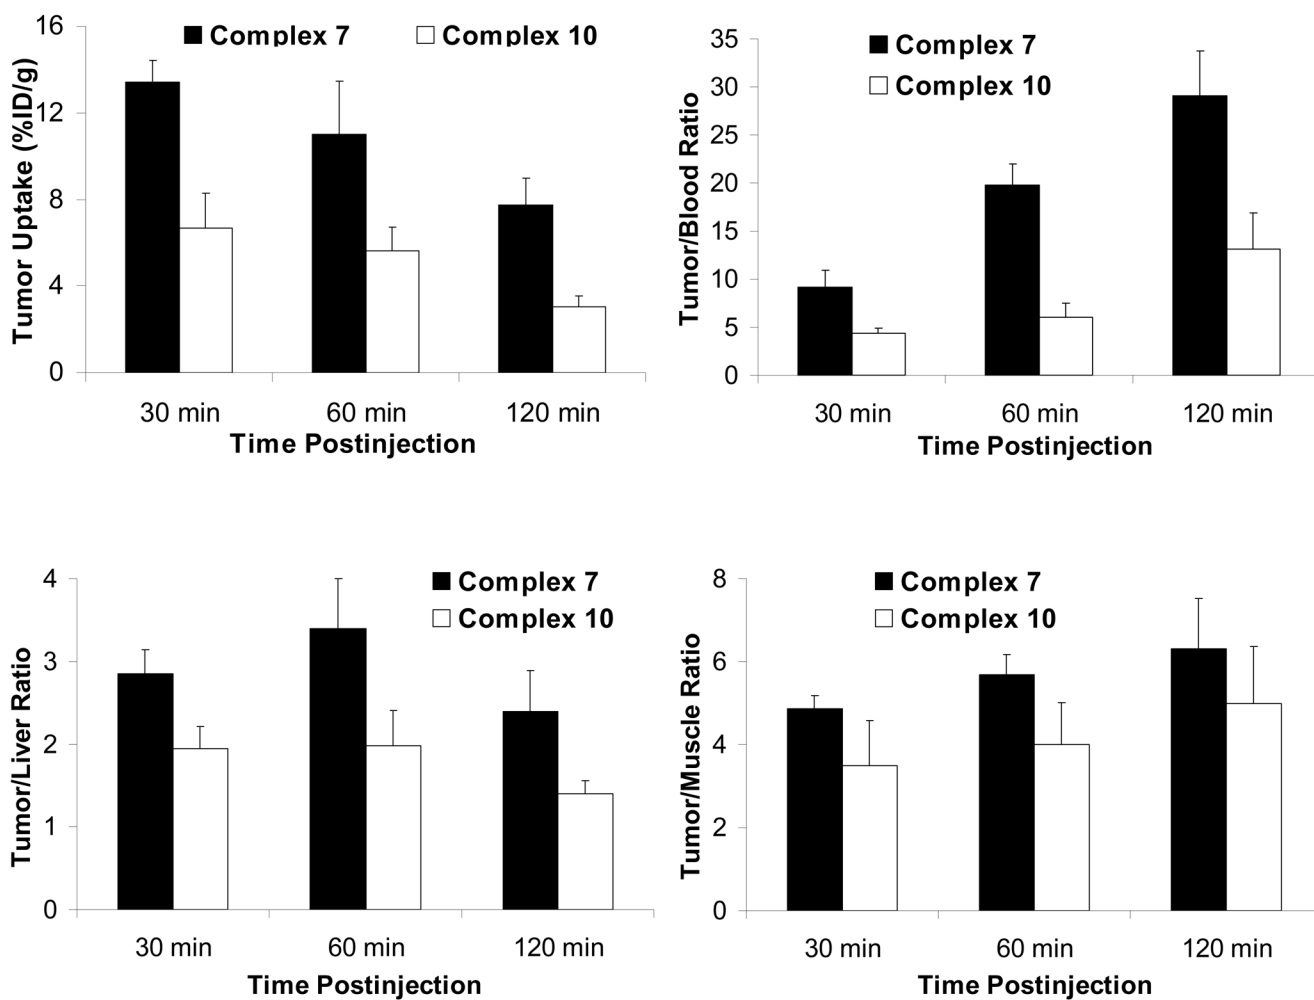 Tumor Uptake (%ID/g)
16
12
8
4
0
Complex 7
Complex 10
30 min
60 min
120 min
Time Postinjection
Tumor/Blood Ratio
35
30
25
20
15
10
5
0
Complex 7
Complex 10
30 min
60 min
120 min
Time Postinjection
Tumor/Liver Ratio
4
3
2
1
0
Complex 7
Complex 10
30 min
60 min
120 min
Time Postinjection
Tumor/Muscle Ratio
8
6
4
2
0
Complex 7
Complex 10
30 min
60 min
120 min
Time Postinjection